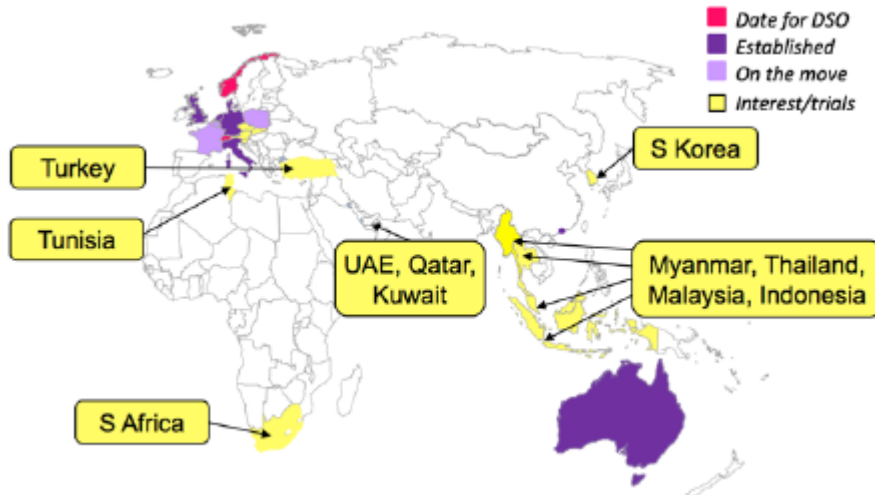 Date for DSO
Established
On the move
Interest/trials
S Korea
Turkey
Tunisia
UAE, Qatar,
Kuwait
Myanmar, Thailand,
Malaysia, Indonesia
S Africa